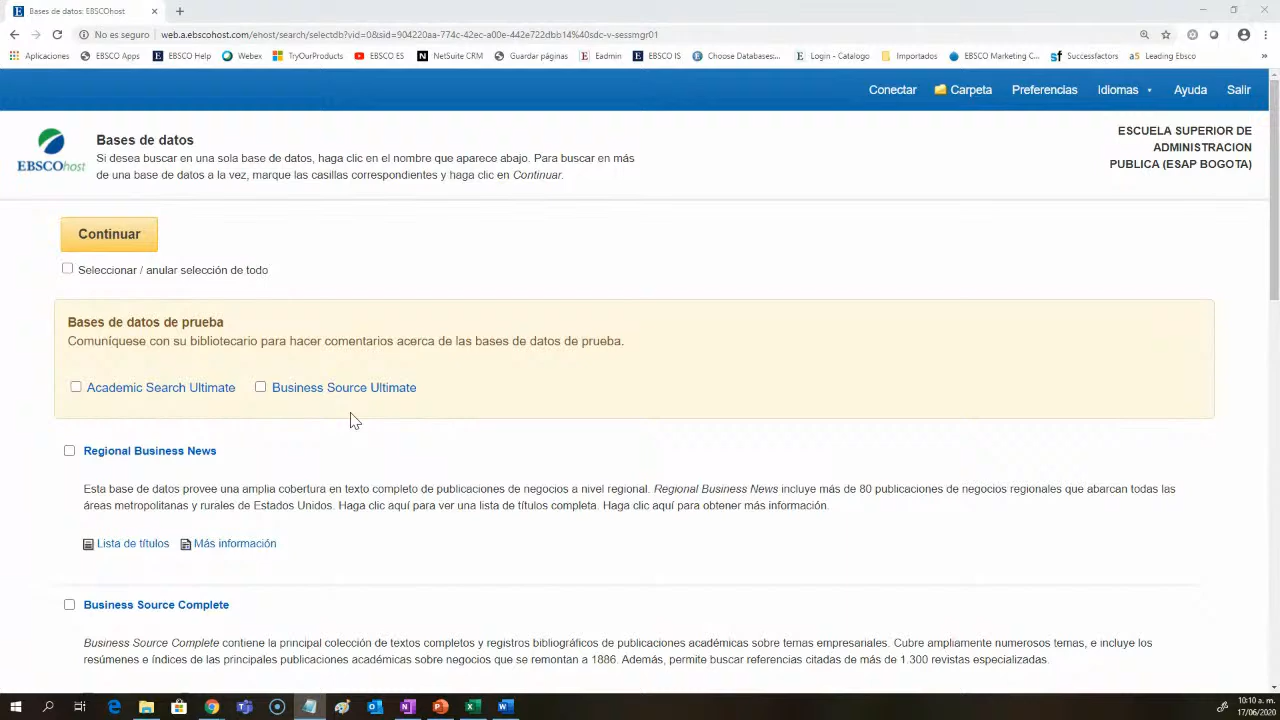 Bases de datos: EBSCOhost
No es seguro
web.a.ebscohost.com/ehost/search/selectdb?vid=0&sid=904220aa-774c-42ec-a00e-442e722dbb14%40sdc-v-sessmgr01
Aplicaciones EBSCO Apps EBSCO Help Webex TryOurProducts EBSCO ES NetSuite CRM Guardar páginas Eadmin EBSCO IS Choose Databases:... Login - Catalogo Importados EBSCO Marketing C... Successfactors Leading Ebsco
Conectar Carpeta Preferencias Idiomas Ayuda Salir
EBSCOhost
Bases de datos
Si desea buscar en una sola base de datos, haga clic en el nombre que aparece abajo. Para buscar en más
de una base de datos a la vez, marque las casillas correspondientes y haga clic en Continuar.
ESCUELA SUPERIOR DE
ADMINISTRACION
PUBLICA (ESAP BOGOTA)
Continuar
Seleccionar / anular selección de todo
Bases de datos de prueba
Comuníquese con su bibliotecario para hacer comentarios acerca de las bases de datos de prueba.
Academic Search Ultimate Business Source Ultimate
Regional Business News
Esta base de datos provee una amplia cobertura en texto completo de publicaciones de negocios a nivel regional. Regional Business News incluye más de 80 publicaciones de negocios regionales que abarcan todas las
áreas metropolitanas y rurales de Estados Unidos. Haga clic aquí para ver una lista de títulos completa. Haga clic aquí para obtener más información.
Lista de títulos Más información
Business Source Complete
Business Source Complete contiene la principal colección de textos completos y registros bibliográficos de publicaciones académicas sobre temas empresariales. Cubre ampliamente numerosos temas, e incluye los
resúmenes e índices de las principales publicaciones académicas sobre negocios que se remontan a 1886. Además, permite buscar referencias citadas de más de 1.300 revistas especializadas.
10:10 a. m.
17/06/2020